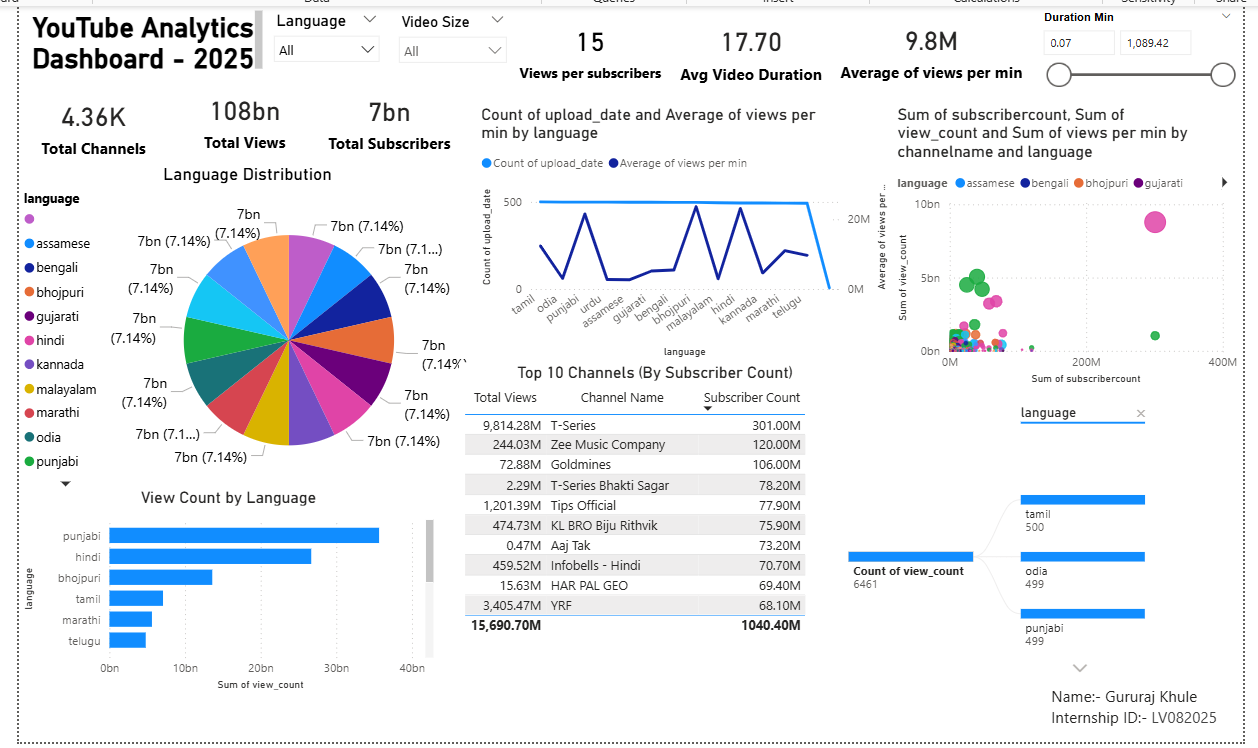 Data
Queries
Insert
Calculations
Sensitivity
Share
YouTube Analytics
Dashboard - 2025
Language
All
Video Size
All
15
Views per subscribers
17.70
Avg Video Duration
9.8M
Average of views per min
Duration Min
0.07
1,089.42
4.36K
Total Channels
108bn
Total Views
7bn
Total Subscribers
Language Distribution
language
assamese
bengali
bhojpuri
gujarati
hindi
kannada
malayalam
marathi
odia
punjabi
7bn (7.14%)
7bn (7.1...)
7bn
(7.14%)
7bn
(7.14%)
7bn
(7.14%)
7bn (7.14%)
7bn (7.14%)
7bn (7.1...)
7bn
(7.14%)
7bn
(7.14%)
7bn
(7.14%)
7bn (7.14%)
7bn
(7.14%)
View Count by Language
language
punjabi
hindi
bhojpuri
tamil
marathi
telugu
0bn 10bn 20bn 30bn 40bn
Sum of view_count
Count of upload_date and Average of views per
min by language
Count of upload_date Average of views per min
Count of upload_date
500
0
20M
0M
Average of views per ...
tamil
odia
punjabi
urdu
assamese
gujarati
bengali
bhojpuri
malayalam
hindi
kannada
marathi
telugu
language
Top 10 Channels (By Subscriber Count)
Total Views Channel Name Subscriber Count
9,814.28M T-Series 301.00M
244.03M Zee Music Company 120.00M
72.88M Goldmines 106.00M
2.29M T-Series Bhakti Sagar 78.20M
1,201.39M Tips Official 77.90M
474.73M KL BRO Biju Rithvik 75.90M
0.47M Aaj Tak 73.20M
459.52M Infobells - Hindi 70.70M
15.63M HAR PAL GEO 69.40M
3,405.47M YRF 68.10M
15,690.70M 1040.40M
Sum of subscribercount, Sum of
view_count and Sum of views per min by
channelname and language
language assamese bengali bhojpuri gujarati
Sum of view_count
10bn
5bn
0bn
0M 200M 400M
Sum of subscribercount
language
Count of view_count
6461
tamil
500
odia
499
punjabi
499
Name:- Gururaj Khule
Internship ID:- LV082025